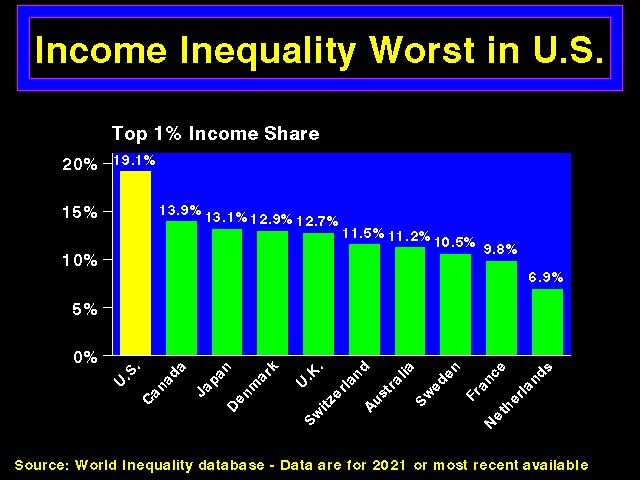 Income Inequality Worst in U.S.
Top 1% Income Share
20%
15%
10%
5%
0%
19.1%
13.9%
13.1%
12.9%
12.7%
11.5%
11.2%
10.5%
9.8%
6.9%
U.S.
Canada
Japan
Denmark
U.K.
Switzerland
Australia
Sweden
France
Netherlands
Source: World Inequality database - Data are for 2021 or most recent available